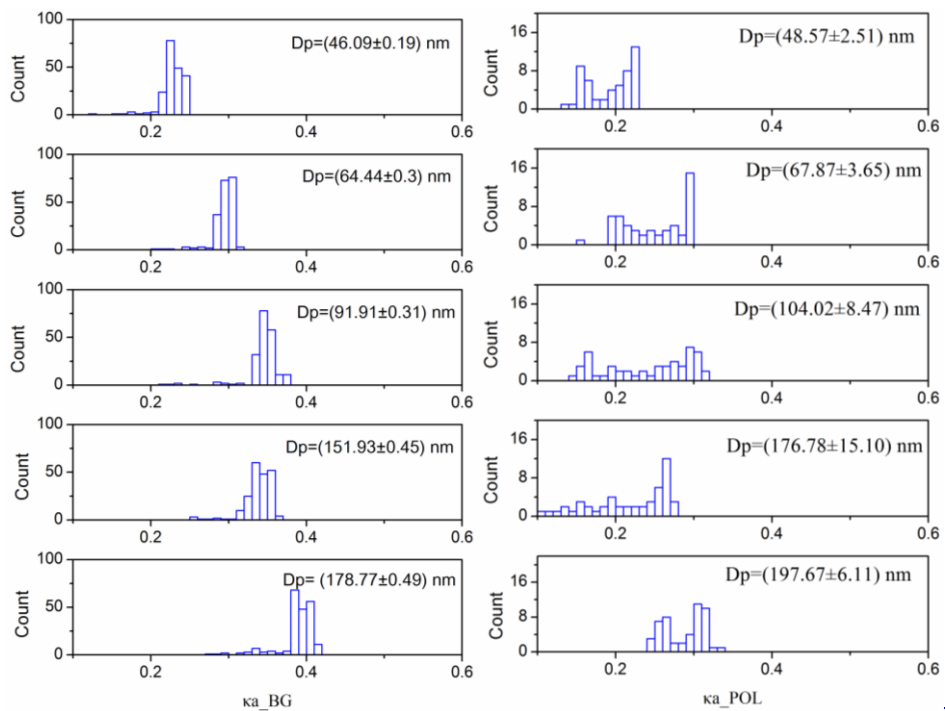 100
50
0
Count
Dp=(46.09±0.19) nm
0.2
0.4
0.6
100
50
0
Count
Dp=(64.44±0.3) nm
0.2
0.4
0.6
100
50
0
Count
Dp=(91.91±0.31) nm
0.2
0.4
0.6
100
50
0
Count
Dp=(151.93±0.45) nm
0.2
0.4
0.6
100
50
0
Count
Dp= (178.77±0.49) nm
0.2
0.4
0.6
κa_BG
16
8
0
Count
Dp=(48.57±2.51) nm
0.2
0.4
0.6
16
8
0
Count
Dp=(67.87±3.65) nm
0.2
0.4
0.6
16
8
0
Count
Dp=(104.02±8.47) nm
0.2
0.4
0.6
16
8
0
Count
Dp=(176.78±15.10) nm
0.2
0.4
0.6
16
8
0
Count
Dp=(197.67±6.11) nm
0.2
0.4
0.6
κa_POL